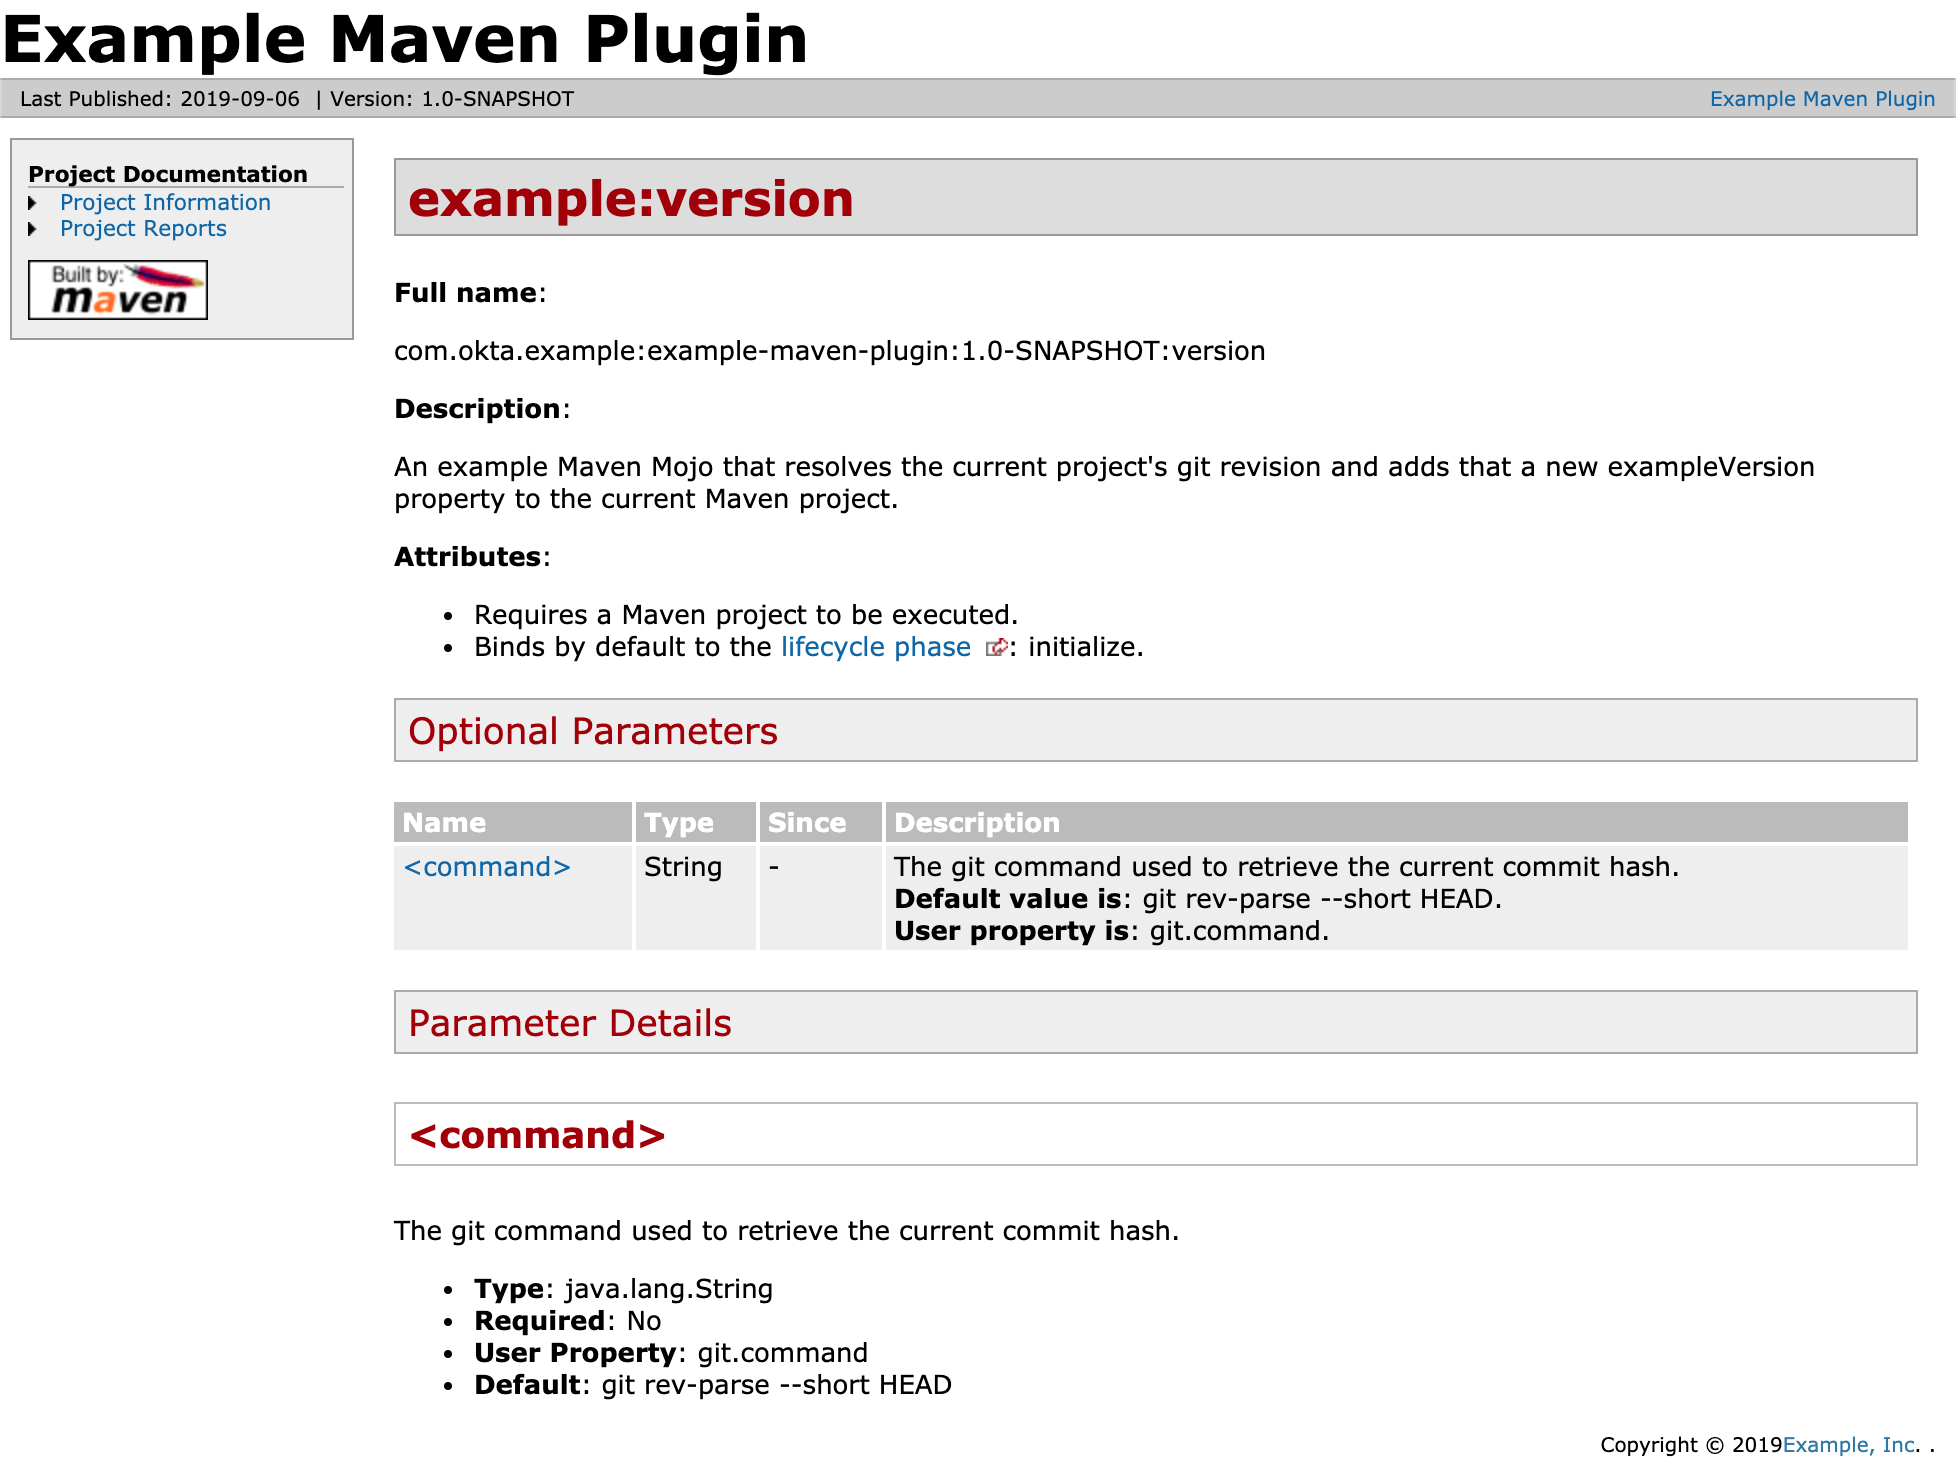 Example Maven Plugin
Last Published: 2019-09-06 | Version: 1.0-SNAPSHOT
Example Maven Plugin
Project Documentation
Project Information
Project Reports
Built by:
maven
example:version
Full name:
com.okta.example:example-maven-plugin:1.0-SNAPSHOT:version
Description:
An example Maven Mojo that resolves the current project's git revision and adds that a new exampleVersion
property to the current Maven project.
Attributes:
• Requires a Maven project to be executed.
• Binds by default to the lifecycle phase : initialize.
Optional Parameters
Name Type Since Description
<command> String - The git command used to retrieve the current commit hash.
Default value is: git rev-parse --short HEAD.
User property is: git.command.
Parameter Details
<command>
The git command used to retrieve the current commit hash.
• Type: java.lang.String
• Required: No
• User Property: git.command
• Default: git rev-parse --short HEAD
Copyright © 2019Example, Inc. .